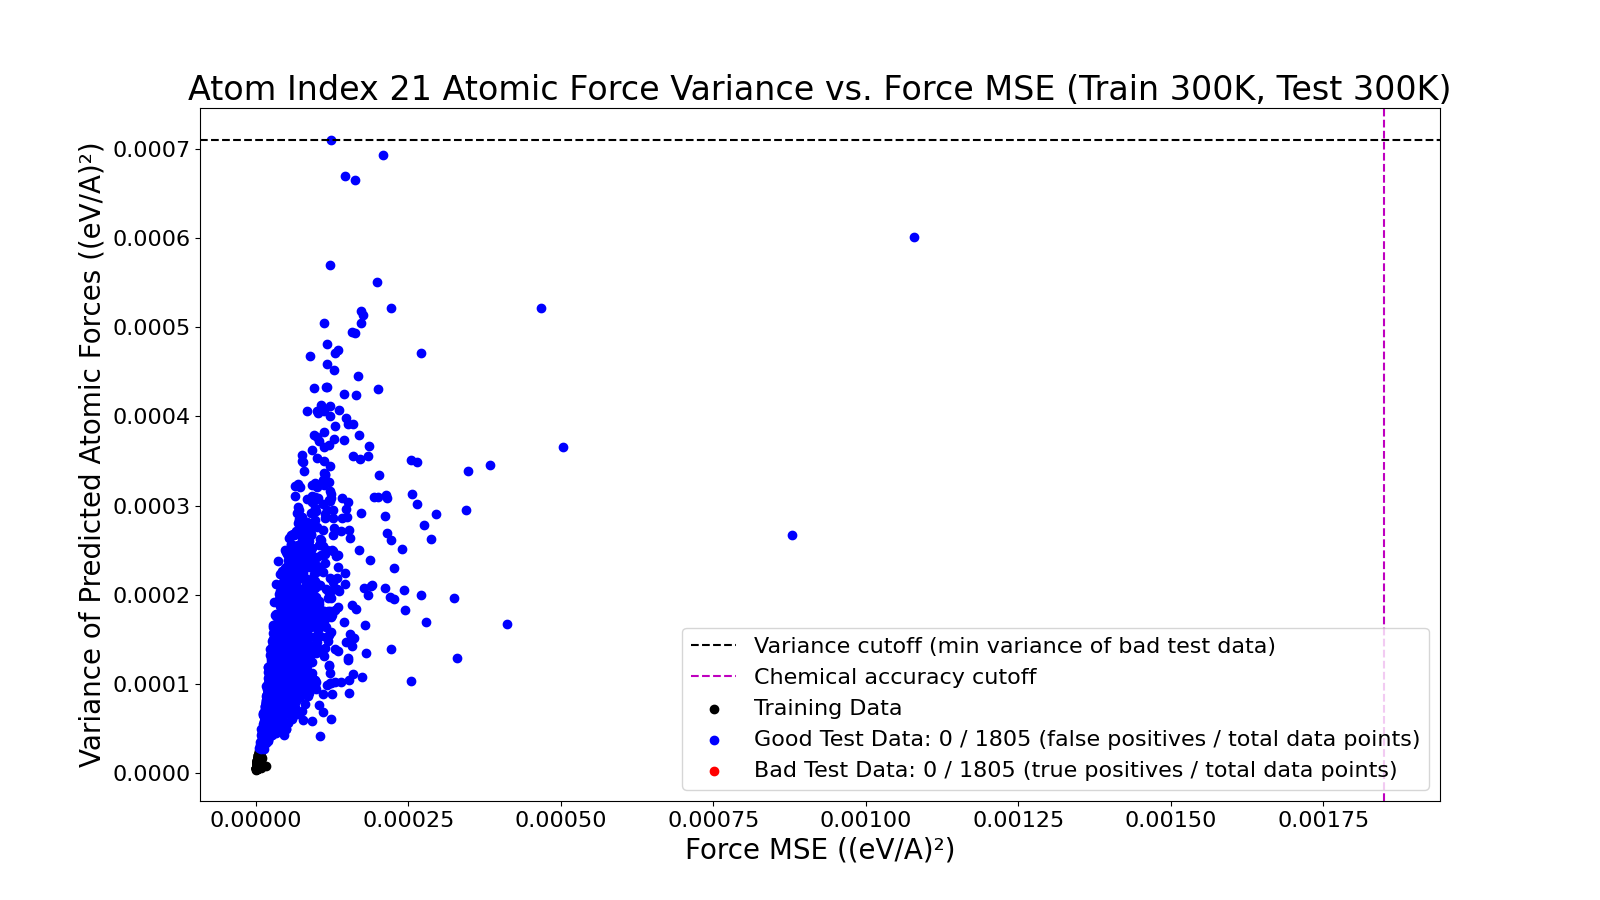 Atom Index 21 Atomic Force Variance vs. Force MSE (Train 300K, Test 300K)
Variance of Predicted Atomic Forces ((eV/A)²)
0.0007
0.0006
0.0005
0.0004
0.0003
0.0002
0.0001
0.0000
Variance cutoff (min variance of bad test data)
Chemical accuracy cutoff
Training Data
Good Test Data: 0 / 1805 (false positives / total data points)
Bad Test Data: 0 / 1805 (true positives / total data points)
0.00000 0.00025 0.00050 0.00075 0.00100 0.00125 0.00150 0.00175
Force MSE ((eV/A)²)